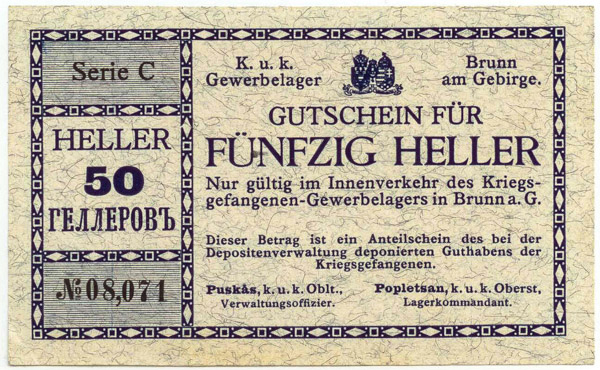 Serie C
HELLER
50
ГЕЛЛЕРОВЪ
№ 08,071
K. u. k.
Gewerbelager
Brunn
am Gebirge.
GUTSCHEIN FÜR
FÜNFZIG HELLER
Nur gültig im Innenverkehr des Kriegs-
gefangenen-Gewerbelagers in Brunn a. G.
Dieser Betrag ist ein Anteilschein des bei der
Depositenverwaltung deponierten Guthabens der
Kriegsgefangenen.
Puskás, k. u. k. Oblt.,
Verwaltungsoffizier.
Popletsan, k. u. k. Oberst,
Lagerkommandant.